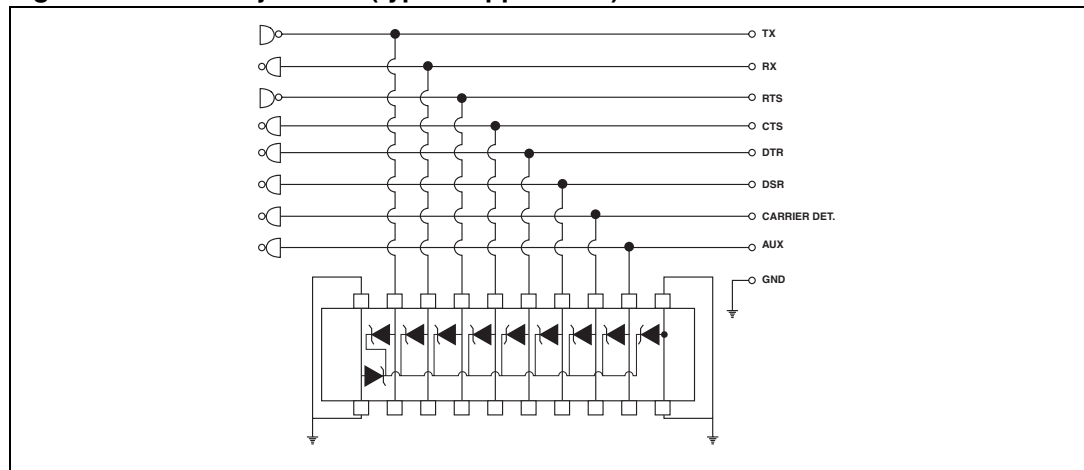 TX
RX
RTS
CTS
DTR
DSR
CARRIER DET.
AUX
GND